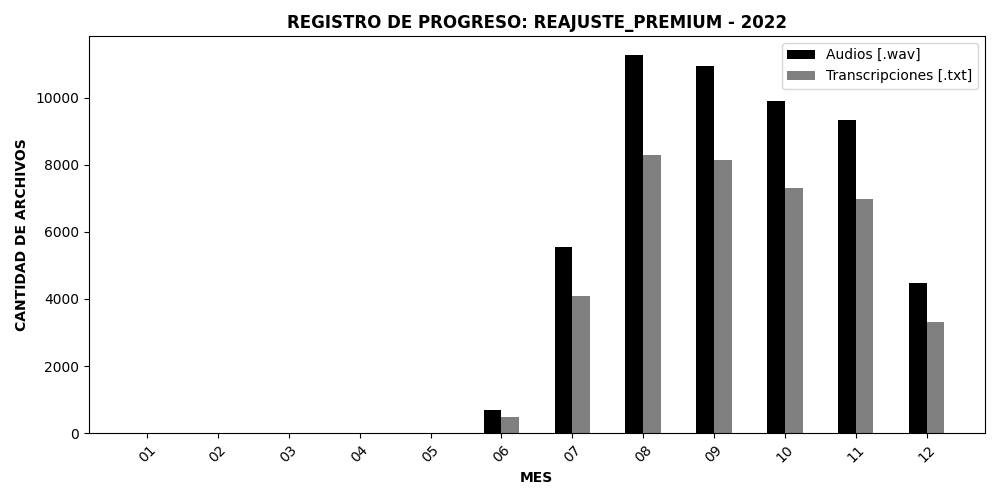 REGISTRO DE PROGRESO: REAJUSTE_PREMIUM - 2022
Audios [.wav]
Transcripciones [.txt]
CANTIDAD DE ARCHIVOS
10000
8000
6000
4000
2000
0
01 02 03 04 05 06 07 08 09 10 11 12
MES